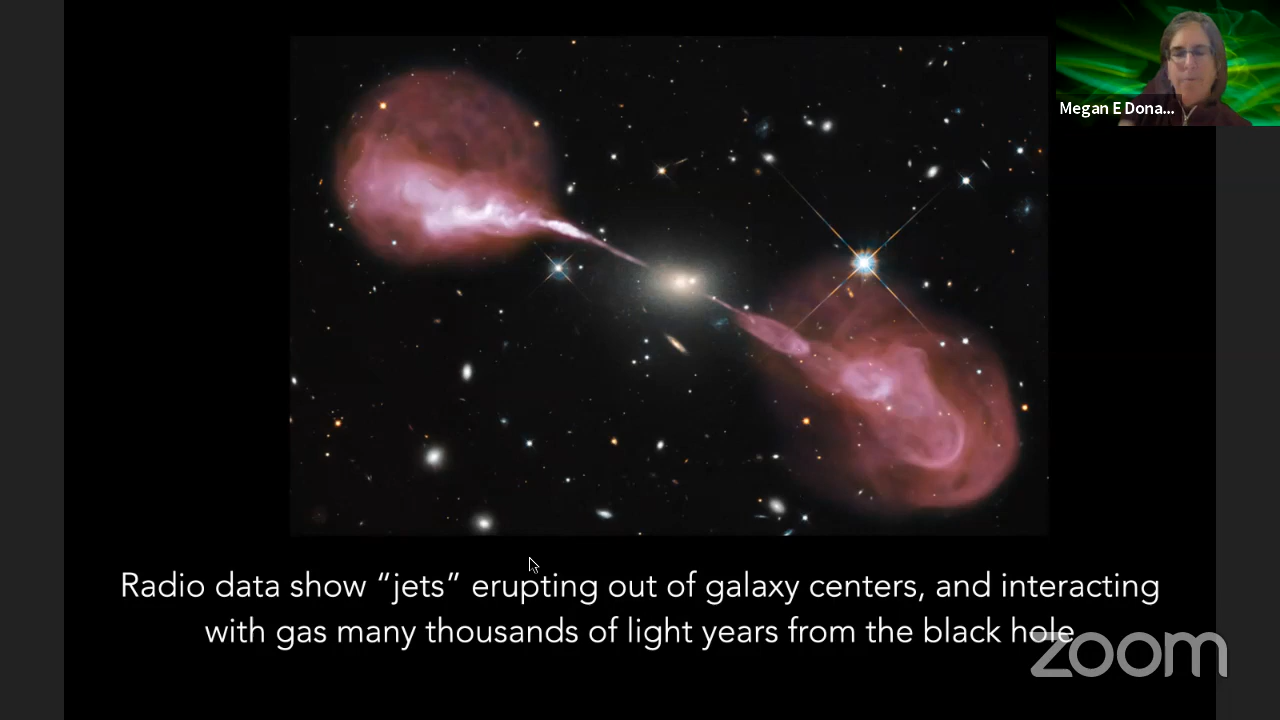 Megan E Dona...
Radio data show “jets” erupting out of galaxy centers, and interacting
with gas many thousands of light years from the black hole
zoom